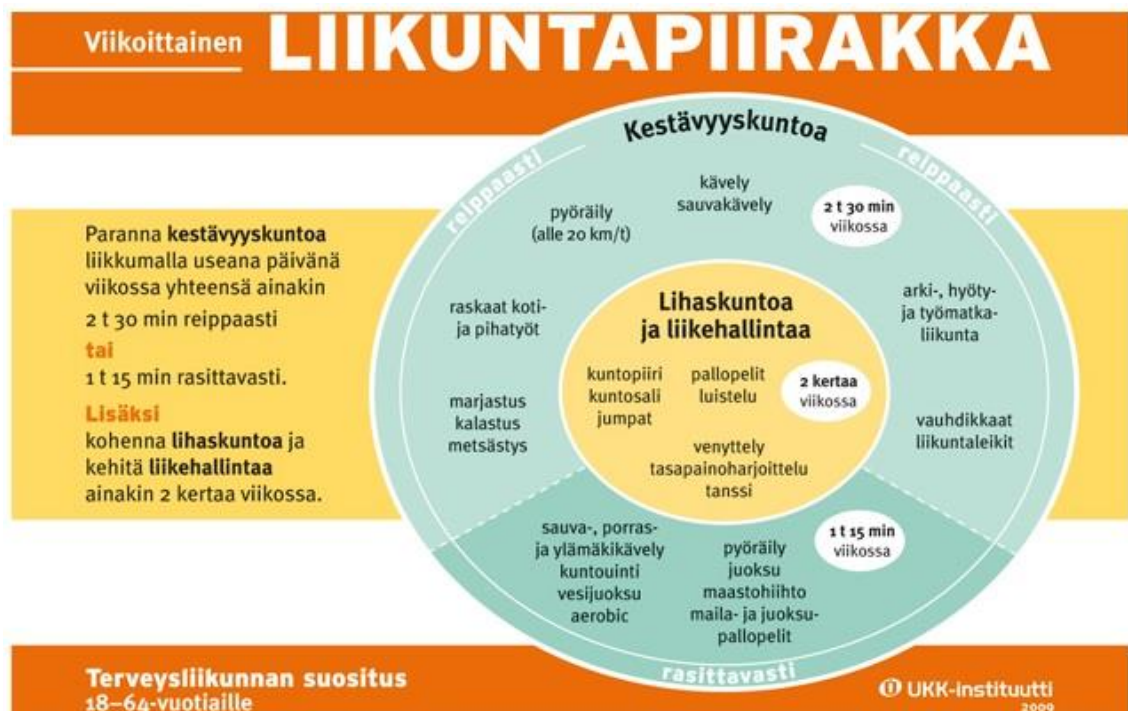 Viikoittainen LIIKUNTAPIIRAKKA
Paranna kestävyyskuntoa
liikkumalla useana päivänä
viikossa yhteensä ainakin
2 t 30 min reippaasti
tai
1 t 15 min rasittavasti.
Lisäksi
kohenna lihaskuntoa ja
kehitä liikehallintaa
ainakin 2 kertaa viikossa.
Kestävyyskuntoa
reippaasti
reippaasti
kävely
sauvakävely
2 t 30 min
viikossa
pyöräily
(alle 20 km/t)
raskaat koti-
ja pihatyöt
arki-, hyöty-
ja työmatka-
liikunta
marjastus
kalastus
metsästys
vauhdikkaat
liikuntaleikit
Lihaskuntoa
ja liikehallintaa
kuntopiiri
kuntosali
jumpat
pallopelit
luistelu
2 kertaa
viikossa
venyttely
tasapainoharjoittelu
tanssi
sauva-, porras-
ja ylämäkikävely
kuntouinti
vesijuoksu
aerobic
pyöräily
juoksu
maastohiihto
maila- ja juoksu-
pallopelit
1 t 15 min
viikossa
rasittavasti
Terveysliikunnan suositus
18–64-vuotiaille
UKK-instituutti
2009